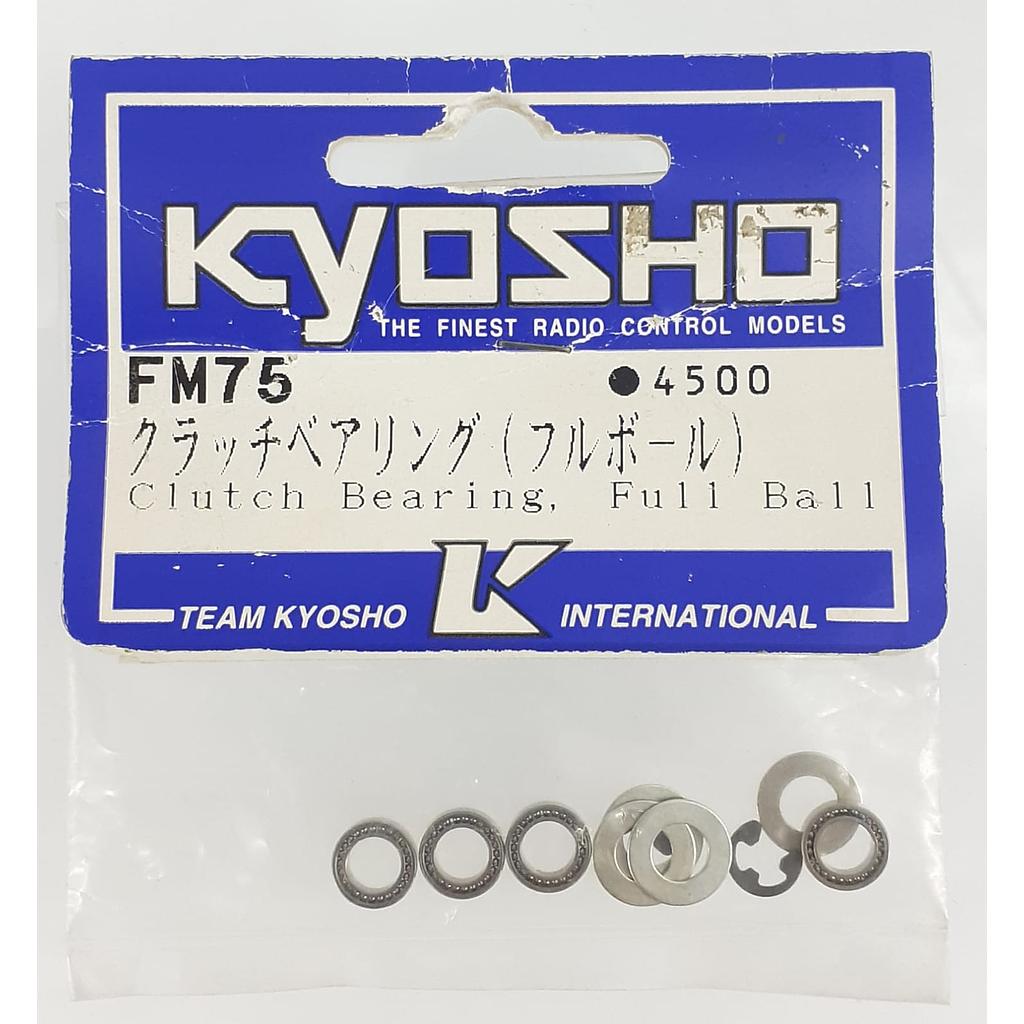 KYOSHO
THE FINEST RADIO CONTROL MODELS
FM75 ●4500
クラッチベアリング(フルボール)
Clutch Bearing, Full Ball
TEAM KYOSHO K INTERNATIONAL